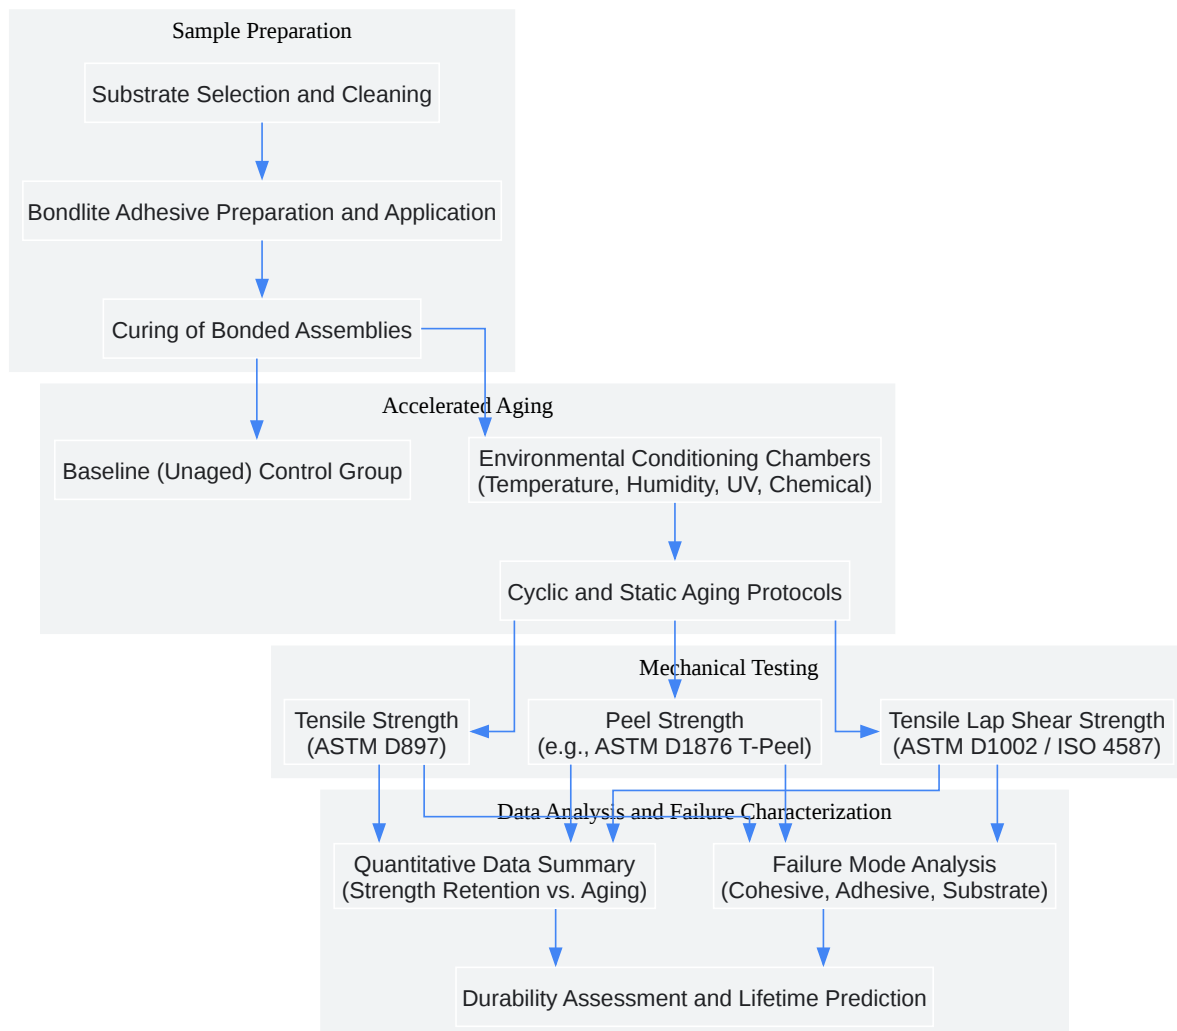 Sample Preparation
Substrate Selection and Cleaning
Bondlite Adhesive Preparation and Application
Curing of Bonded Assemblies
Accelerated Aging
Baseline (Unaged) Control Group
Environmental Conditioning Chambers
(Temperature, Humidity, UV, Chemical)
Cyclic and Static Aging Protocols
Mechanical Testing
Tensile Strength
(ASTM D897)
Peel Strength
(e.g., ASTM D1876 T-Peel)
Tensile Lap Shear Strength
(ASTM D1002 / ISO 4587)
Data Analysis and Failure Characterization
Quantitative Data Summary
(Strength Retention vs. Aging)
Failure Mode Analysis
(Cohesive, Adhesive, Substrate)
Durability Assessment and Lifetime Prediction